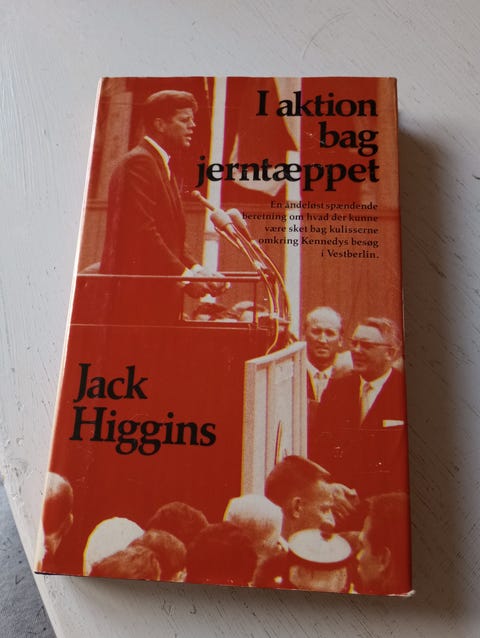 I aktion
bag
jerntæppet
En åndeløst spændende
beretning om hvad der kunne
være sket bag kulisserne
omkring Kennedys besøg
i Vestberlin.
Jack
Higgins